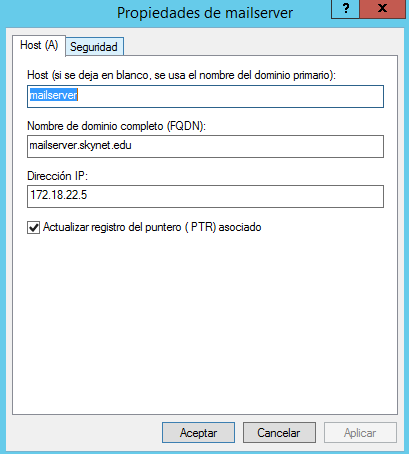 Propiedades de mailserver
?
x
Host (A)
Seguridad
Host (si se deja en blanco, se usa el nombre del dominio primario):
mailserver
Nombre de dominio completo (FQDN):
mailserver.skynet.edu
Dirección IP:
172.18.22.5
Actualizar registro del puntero ( PTR) asociado
Aceptar
Cancelar
Aplicar